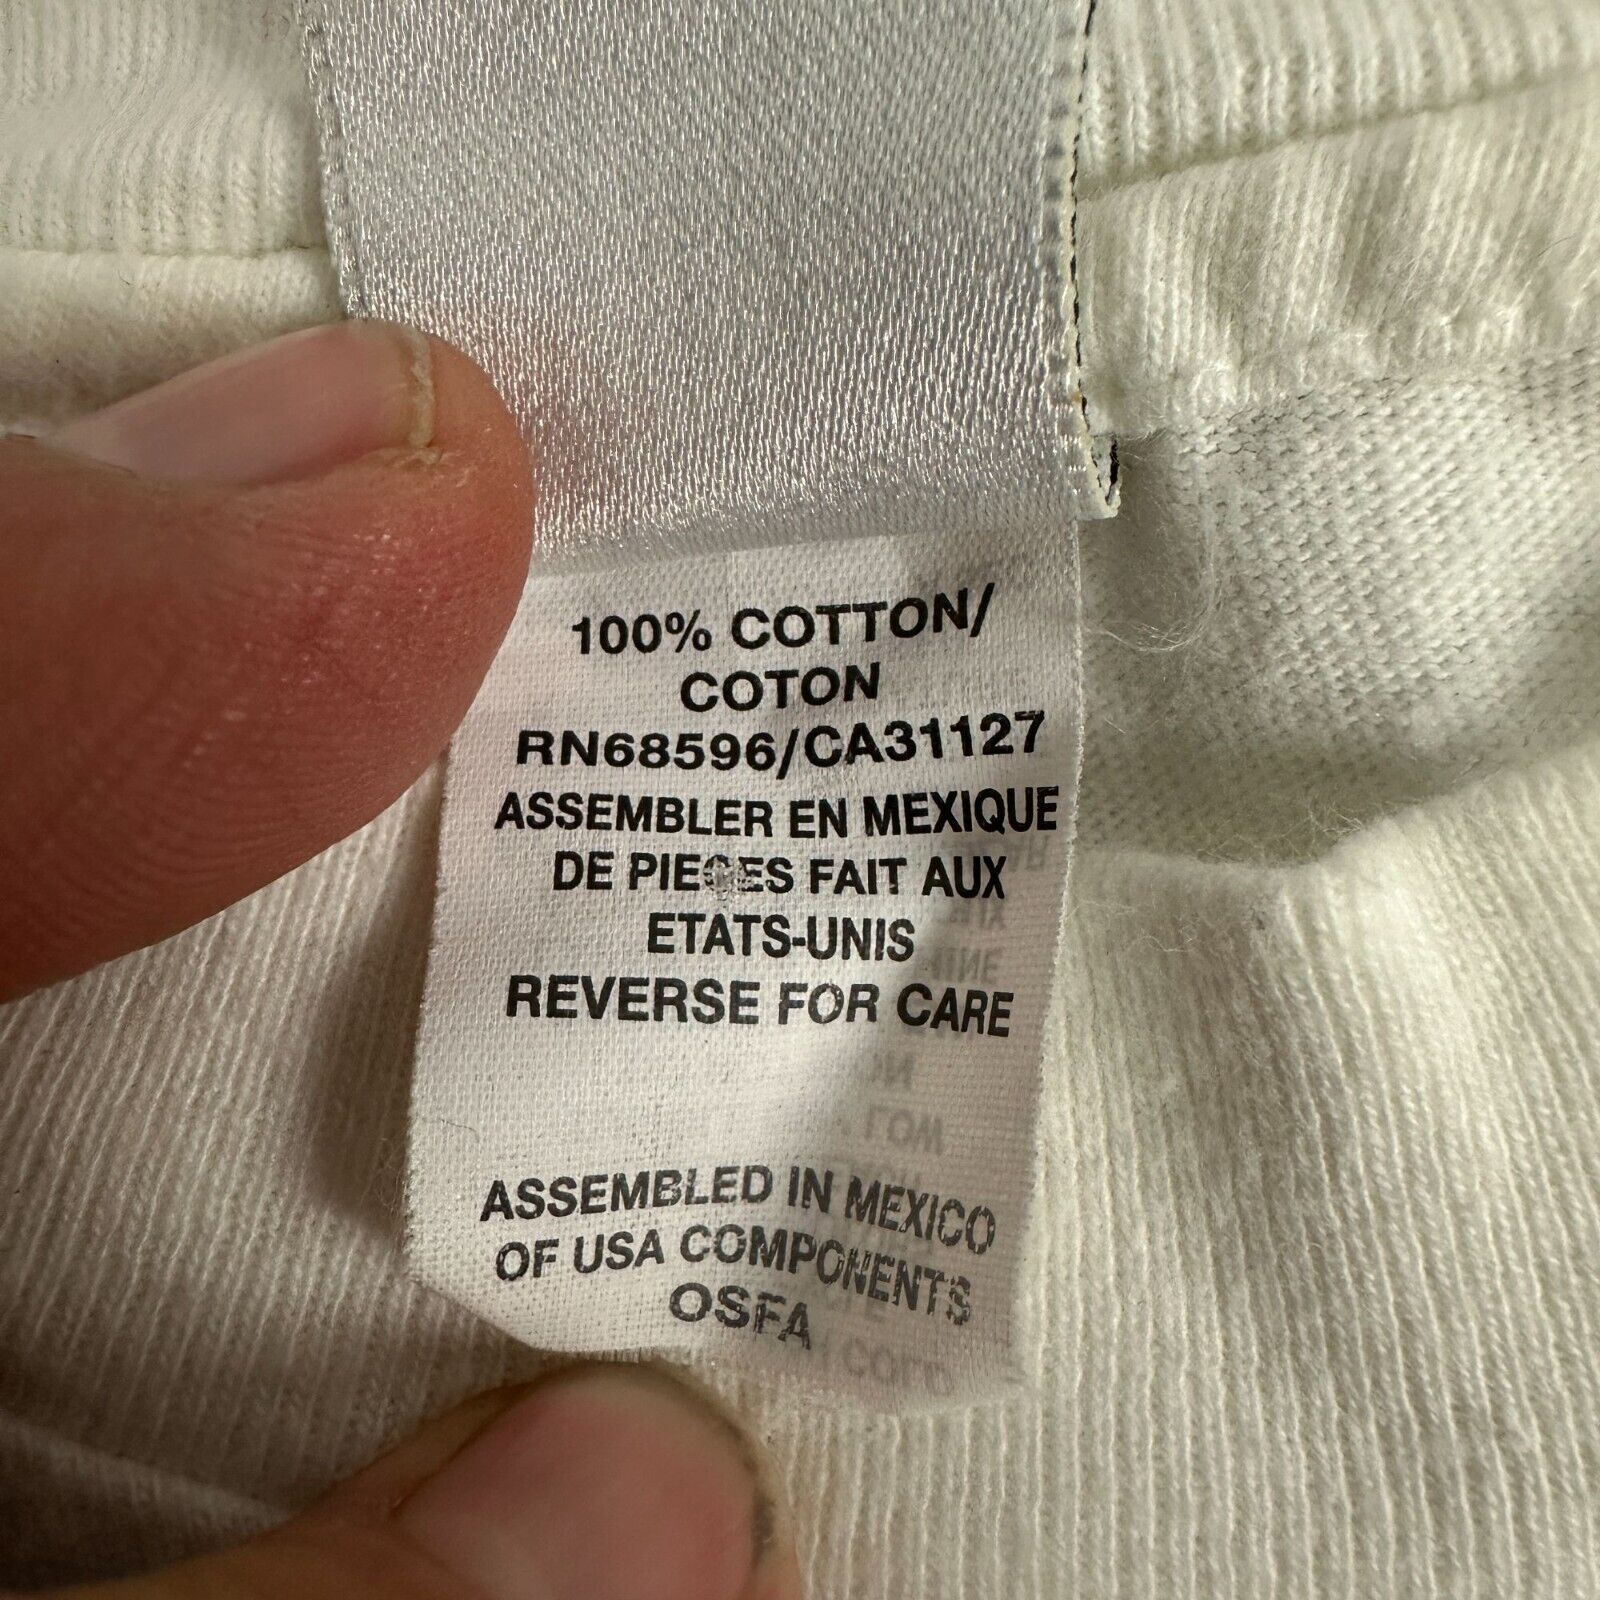 100% COTTON/
COTON
RN68596/CA31127
ASSEMBLER EN MEXIQUE
DE PIECES FAIT AUX
ETATS-UNIS
REVERSE FOR CARE
ASSEMBLED IN MEXICO
OF USA COMPONENTS
OSFA